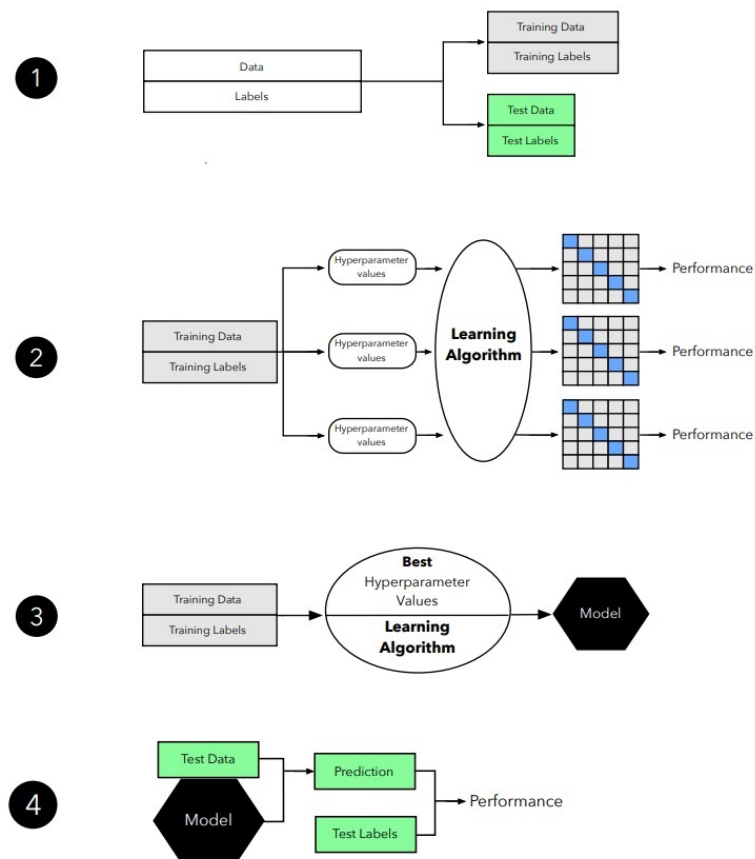 1
Data
Labels
Training Data
Training Labels
Test Data
Test Labels
2
Training Data
Training Labels
Hyperparameter
values
Hyperparameter
values
Hyperparameter
values
Learning
Algorithm
Performance
Performance
Performance
3
Training Data
Training Labels
Best
Hyperparameter
Values
Learning
Algorithm
Model
4
Test Data
Model
Prediction
Test Labels
Performance